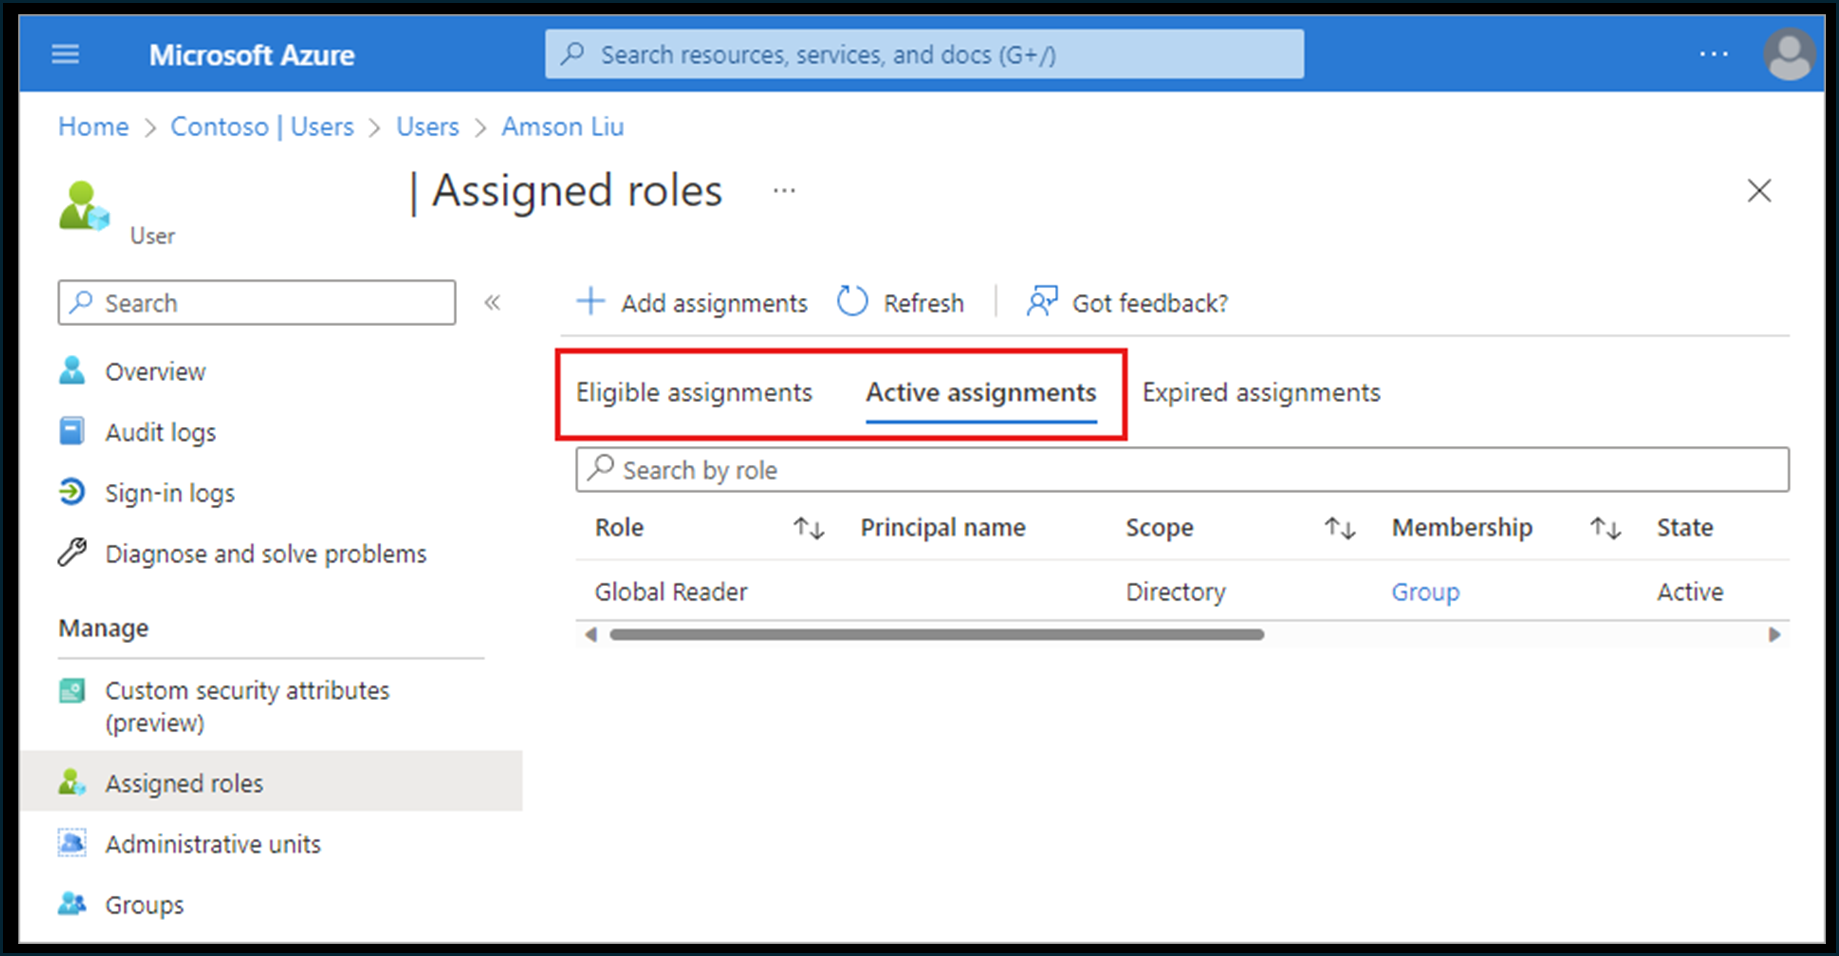 Microsoft Azure
Search resources, services, and docs (G+/)
...
Home > Contoso | Users > Users > Amson Liu
| Assigned roles ...
User
Search
«
Add assignments
Refresh
Got feedback?
Overview
Audit logs
Sign-in logs
Diagnose and solve problems
Manage
Custom security attributes
(preview)
Assigned roles
Administrative units
Groups
Eligible assignments Active assignments Expired assignments
Search by role
Role Principal name Scope Membership State
Global Reader Directory Group Active